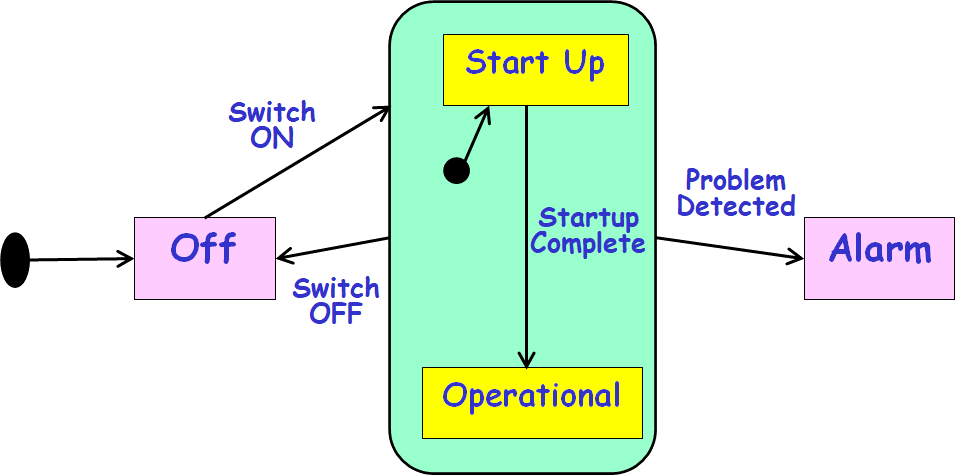 Start Up
Switch
ON
Problem
Detected
Startup
Complete
Off
Alarm
Switch
OFF
Operational